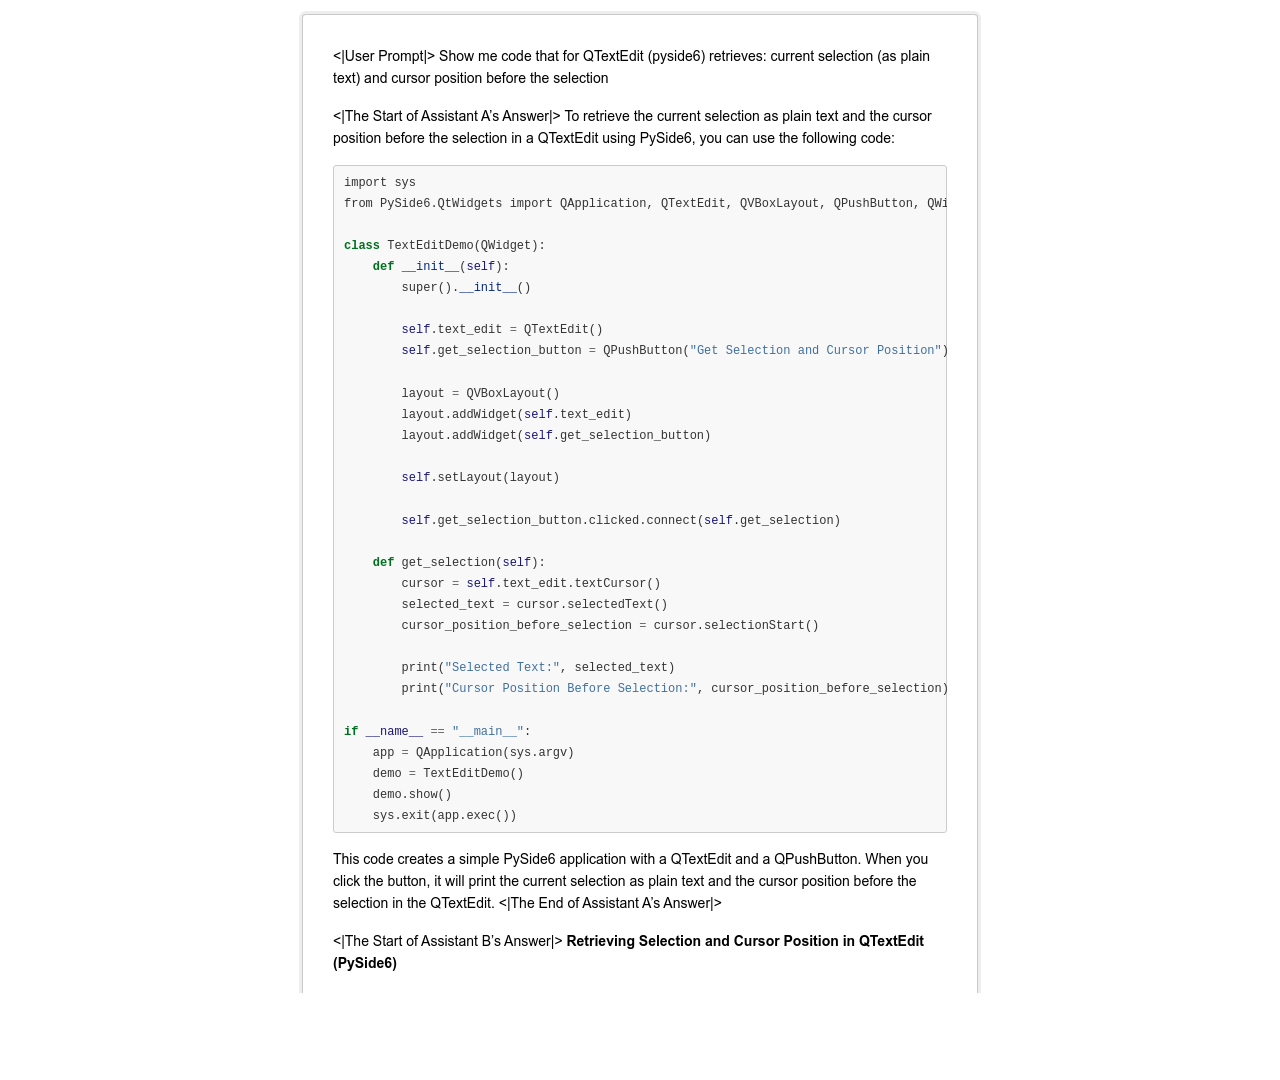 <|User Prompt|> Show me code that for QTextEdit (pyside6) retrieves: current selection (as plain
text) and cursor position before the selection
<|The Start of Assistant A’s Answer|> To retrieve the current selection as plain text and the cursor
position before the selection in a QTextEdit using PySide6, you can use the following code:
import sys
from PySide6.QtWidgets import QApplication, QTextEdit, QVBoxLayout, QPushButton, QWi

class TextEditDemo(QWidget):
    def __init__(self):
        super().__init__()

        self.text_edit = QTextEdit()
        self.get_selection_button = QPushButton("Get Selection and Cursor Position")

        layout = QVBoxLayout()
        layout.addWidget(self.text_edit)
        layout.addWidget(self.get_selection_button)

        self.setLayout(layout)

        self.get_selection_button.clicked.connect(self.get_selection)

    def get_selection(self):
        cursor = self.text_edit.textCursor()
        selected_text = cursor.selectedText()
        cursor_position_before_selection = cursor.selectionStart()

        print("Selected Text:", selected_text)
        print("Cursor Position Before Selection:", cursor_position_before_selection)

if __name__ == "__main__":
    app = QApplication(sys.argv)
    demo = TextEditDemo()
    demo.show()
    sys.exit(app.exec())
This code creates a simple PySide6 application with a QTextEdit and a QPushButton. When you
click the button, it will print the current selection as plain text and the cursor position before the
selection in the QTextEdit. <|The End of Assistant A’s Answer|>
<|The Start of Assistant B’s Answer|> Retrieving Selection and Cursor Position in QTextEdit
(PySide6)